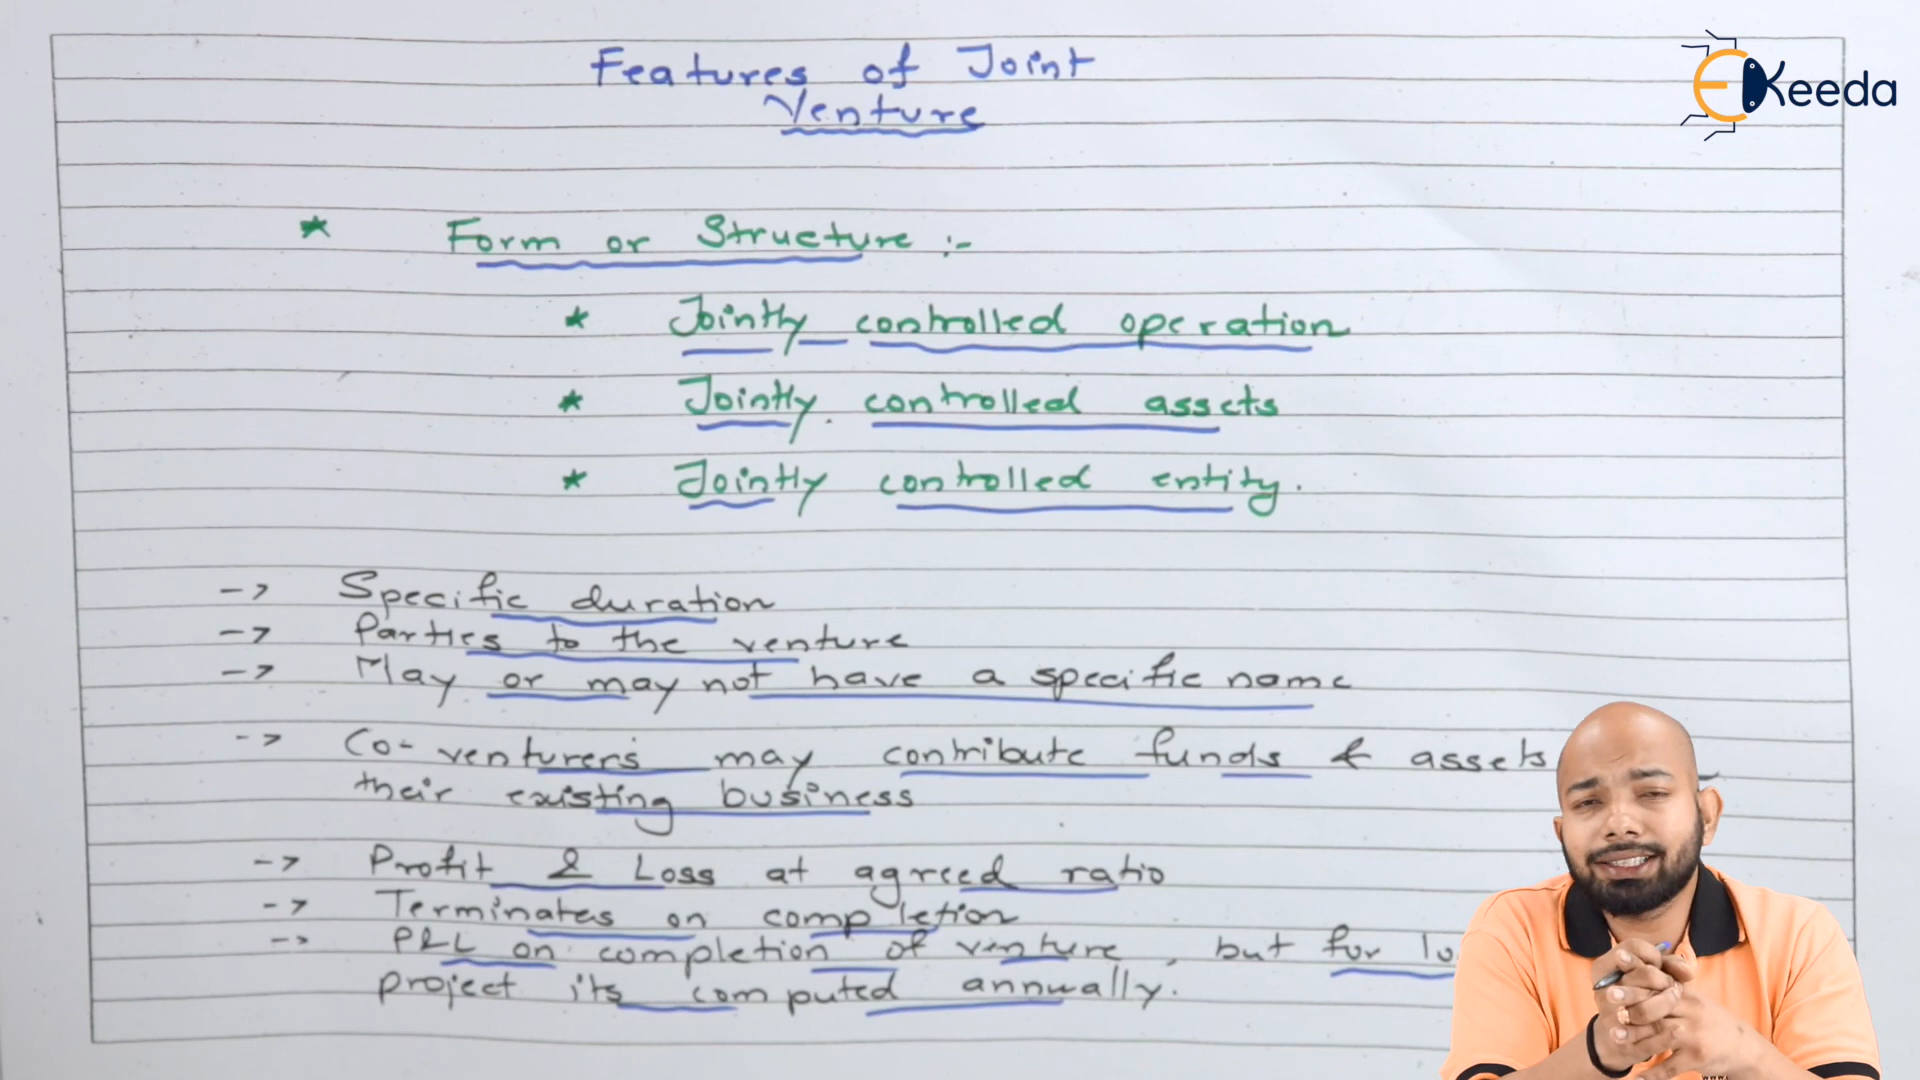 Features of Joint
Venture
EKeeda
* Form or Structure :-
* Jointly controlled operation
* Jointly controlled assets
* Jointly controlled entity.
-> Specific duration
-> Parties to the venture
-> May or may not have a specific name
-> Co-venturers may contribute funds & assets
their existing business
-> Profit & Loss at agreed ratio
-> Terminates on completion
-> P&L on completion of venture, but for lo
project its computed annually.